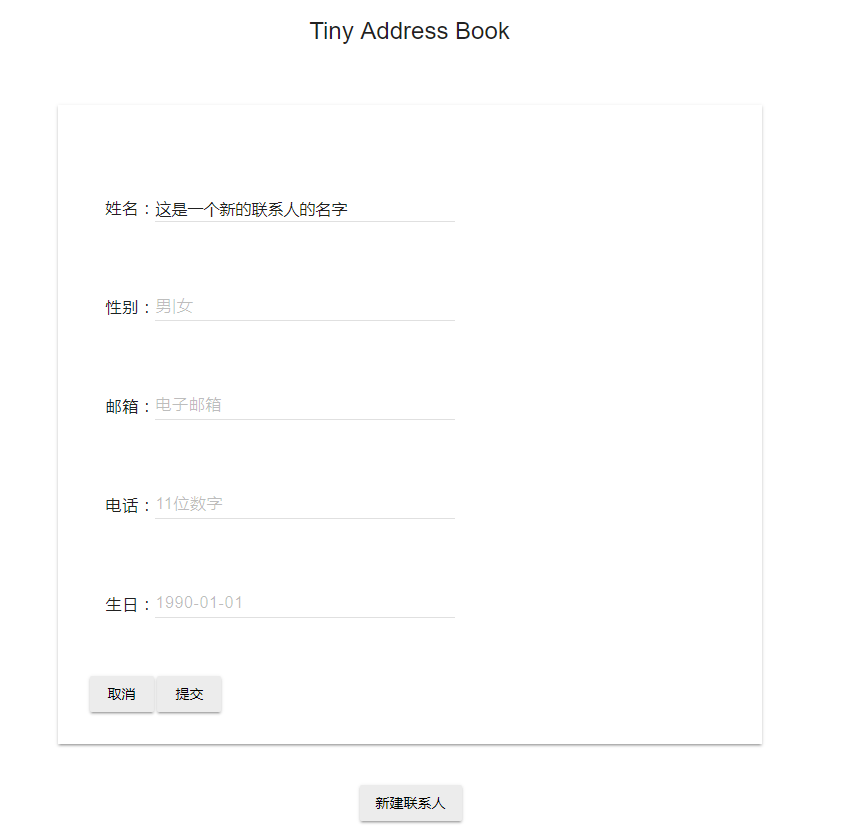 Tiny Address Book
姓名：这是一个新的联系人的名字
性别：男|女
邮箱：电子邮箱
电话：11位数字
生日：1990-01-01
取消 提交
新建联系人